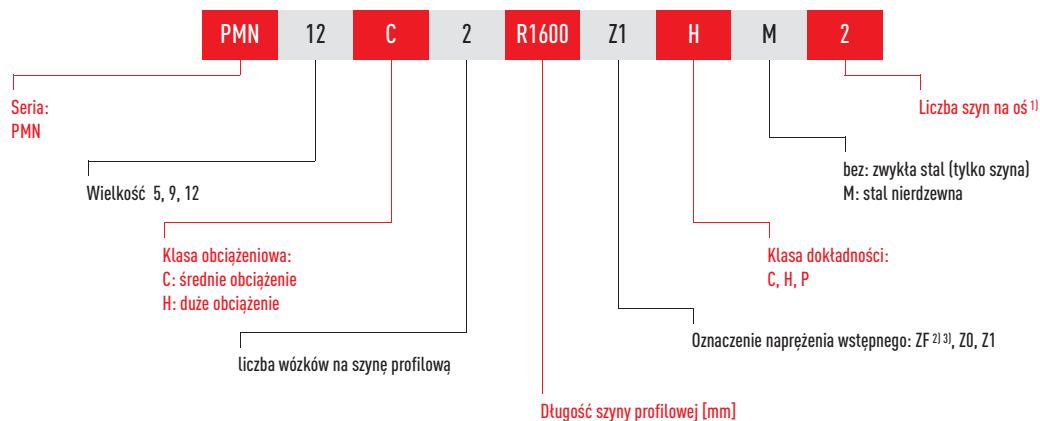 PMN 12 C 2 R1600 Z1 H M 2
Seria:
PMN
Liczba szyn na oś 1)
bez: zwykła stal (tylko szyna)
M: stal nierdzewna
Wielkość 5, 9, 12
Klasa obciążeniowa:
C: średnie obciążenie
H: duże obciążenie
Klasa dokładności:
C, H, P
Oznaczenie naprężenia wstępnego: ZF 2) 3), Z0, Z1
liczba wózków na szynę profilową
Długość szyny profilowej [mm]